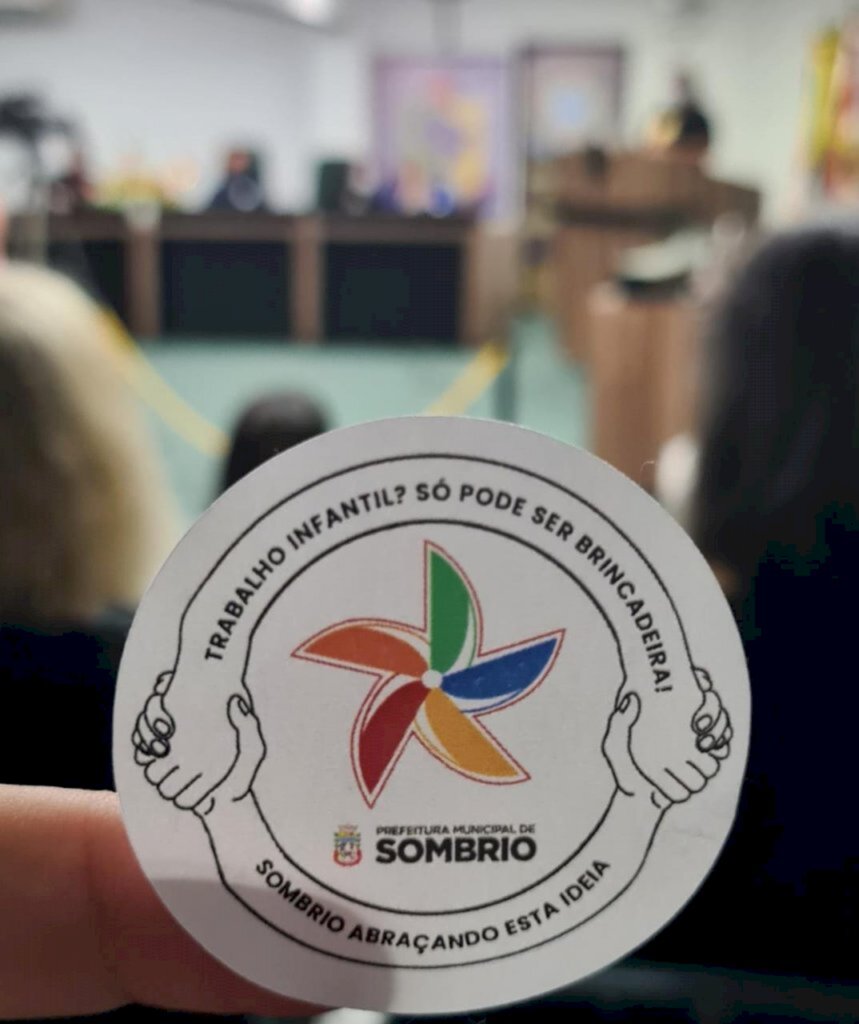 TRABALHO INFANTIL? SÓ PODE SER BRINCADEIRA!
PREFEITURA MUNICIPAL DE
SOMBRIO
SOMBRIO ABRAÇANDO ESTA IDEIA